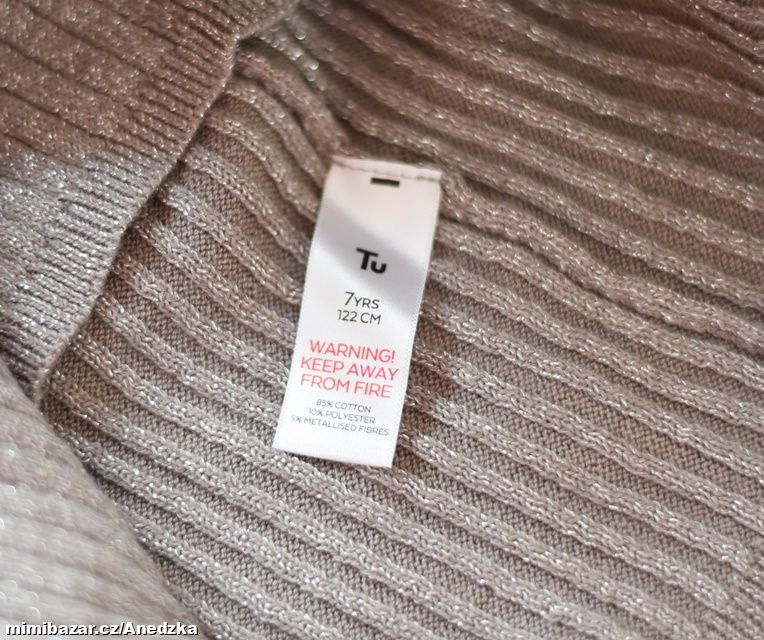 Tu
7YRS
122 CM
WARNING!
KEEP AWAY
FROM FIRE
85% COTTON
10% POLYESTER
5% METALLISED FIBRES
mimibazar.cz/Anedzka